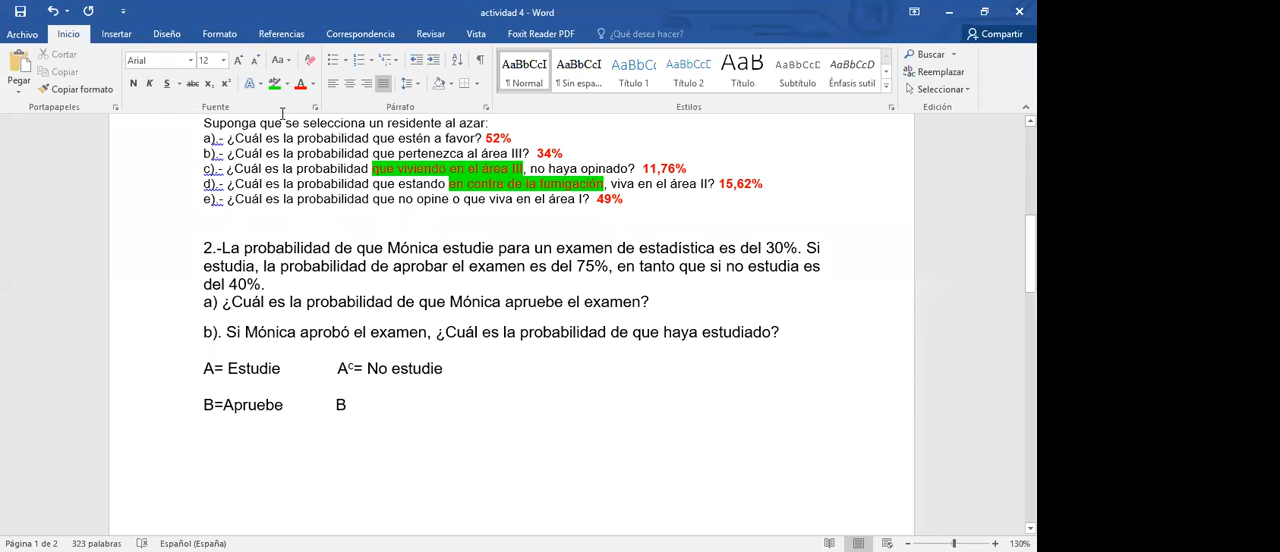 actividad 4 - Word
Archivo Inicio Insertar Diseño Formato Referencias Correspondencia Revisar Vista Foxit Reader PDF ¿Qué desea hacer? Compartir
Pegar
Cortar
Copiar
Copiar formato
Arial 12
N K S abc x₂ x²
AaBbCcI AaBbCcI AaBbC( AaBbCcC AaB AaBbCcD AaBbCcD
¶ Normal ¶ Sin espa... Título 1 Título 2 Título Subtítulo Énfasis sutil
Buscar
Reemplazar
Seleccionar
Portapapeles Fuente Párrafo Estilos Edición
Suponga que se selecciona un residente al azar:
a).- ¿Cuál es la probabilidad que estén a favor? 52%
b).- ¿Cuál es la probabilidad que pertenezca al área III? 34%
c).- ¿Cuál es la probabilidad que viviendo en el área III, no haya opinado? 11,76%
d).- ¿Cuál es la probabilidad que estando en contra de la fumigación, viva en el área II? 15,62%
e).- ¿Cuál es la probabilidad que no opine o que viva en el área I? 49%
2.-La probabilidad de que Mónica estudie para un examen de estadística es del 30%. Si
estudia, la probabilidad de aprobar el examen es del 75%, en tanto que si no estudia es
del 40%.
a) ¿Cuál es la probabilidad de que Mónica apruebe el examen?
b). Si Mónica aprobó el examen, ¿Cuál es la probabilidad de que haya estudiado?
A= Estudie Aᶜ= No estudie
B=Apruebe B
Página 1 de 2 323 palabras Español (España) 130%